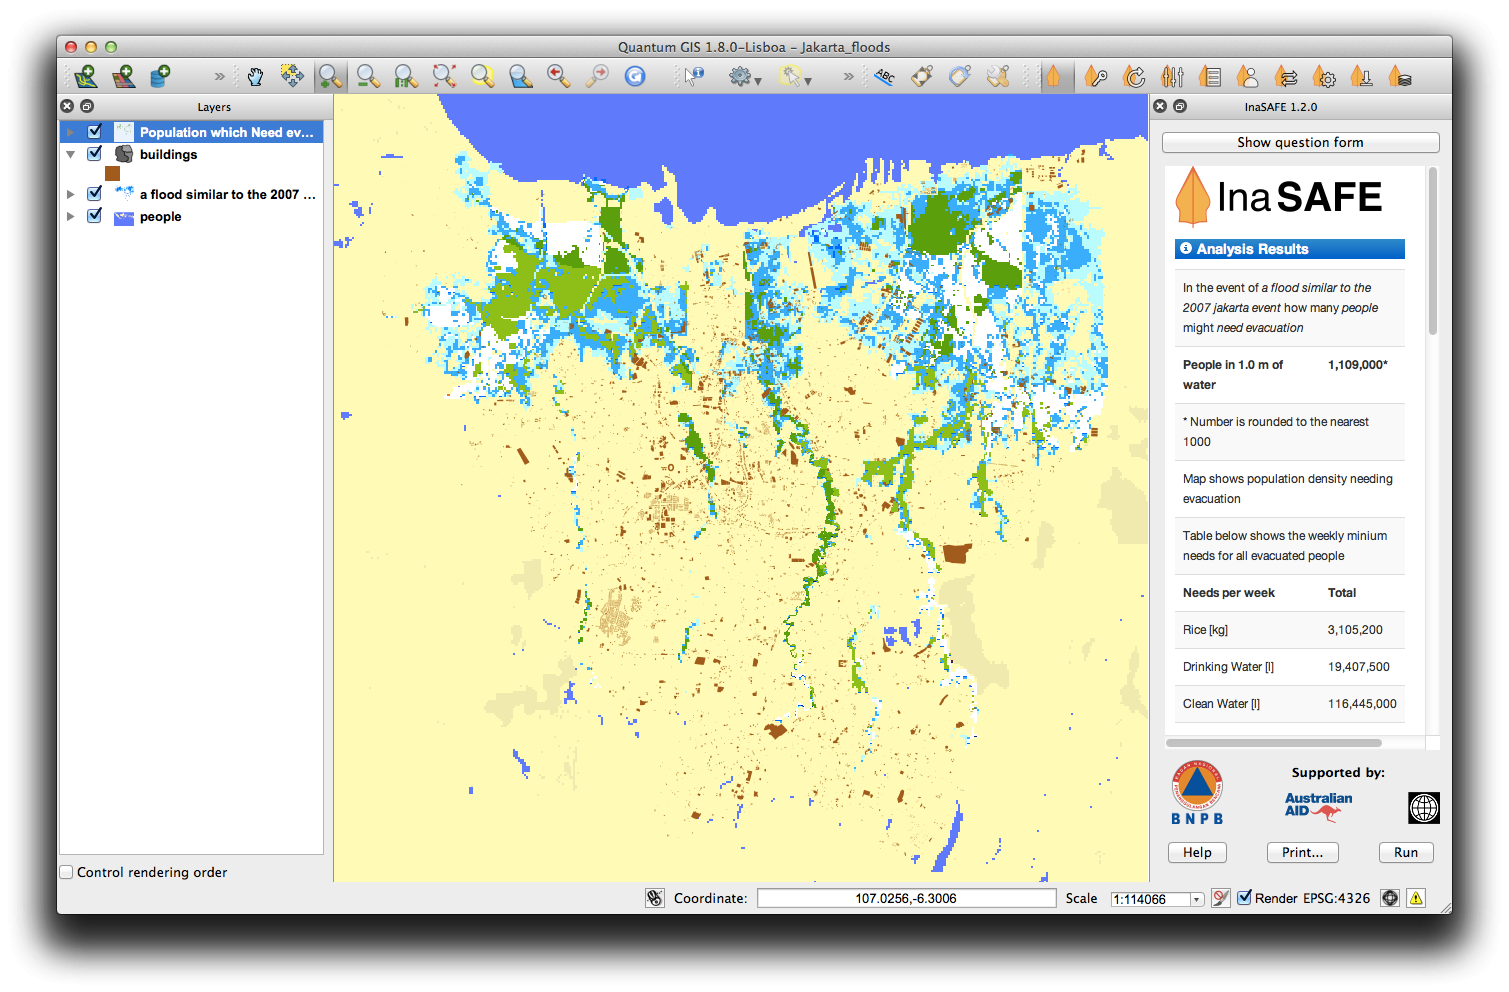 Quantum GIS 1.8.0-Lisboa - Jakarta_floods
ABC
Layers
InaSAFE 1.2.0
Population which Need ev...
buildings
a flood similar to the 2007 ...
people
Show question form
InaSAFE
Analysis Results
In the event of a flood similar to the
2007 jakarta event how many people
might need evacuation
People in 1.0 m of water 1,109,000*
* Number is rounded to the nearest
1000
Map shows population density needing
evacuation
Table below shows the weekly minium
needs for all evacuated people
Needs per week Total
Rice [kg] 3,105,200
Drinking Water [l] 19,407,500
Clean Water [l] 116,445,000
Supported by:
Australian
AID
BNPB
Help Print... Run
Control rendering order
Coordinate: 107.0256,-6.3006 Scale 1:114066 Render EPSG:4326